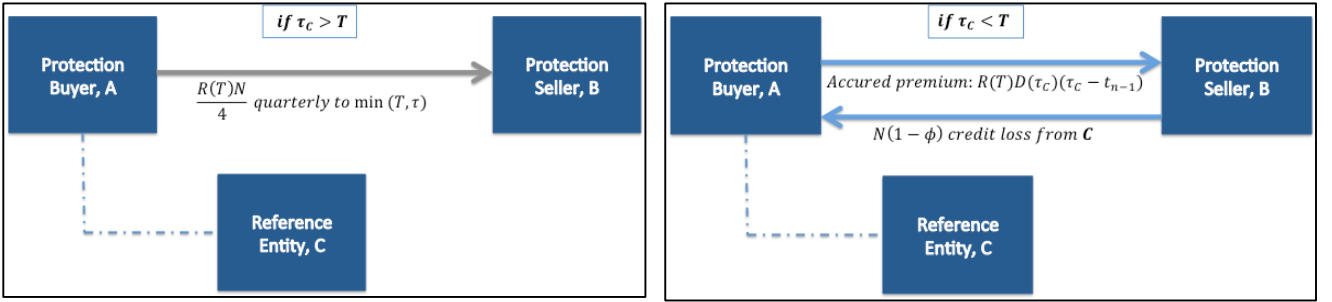 if τ_C > T
Protection
Buyer, A
R(T)N/4 quarterly to min (T, τ)
Protection
Seller, B
Reference
Entity, C
if τ_C < T
Protection
Buyer, A
Accured premium: R(T)D(τ_C)(τ_C − t_{n−1})
N(1 − ϕ) credit loss from C
Protection
Seller, B
Reference
Entity, C